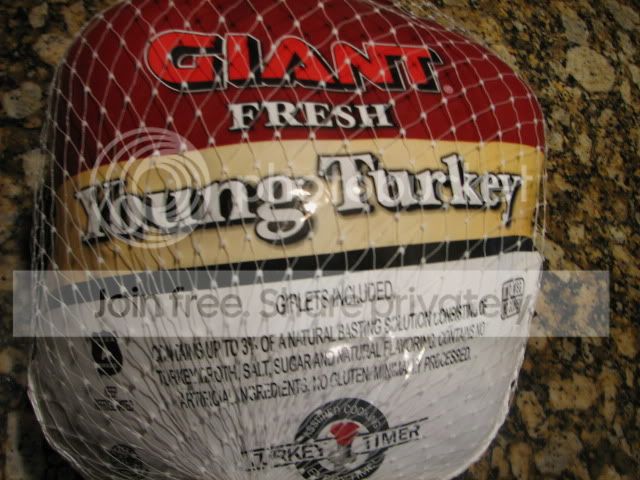 GIANT®
FRESH
Young Turkey
Join free. Share privately.
GIBLETS INCLUDED
CONTAINS UP TO 3% OF A NATURAL BASTING SOLUTION CONSISTING OF
TURKEY BROTH, SALT, SUGAR AND NATURAL FLAVORING. CONTAINS NO
ARTIFICIAL INGREDIENTS. NO GLUTEN. MINIMALLY PROCESSED.
KEEP
TURKEY TIMER